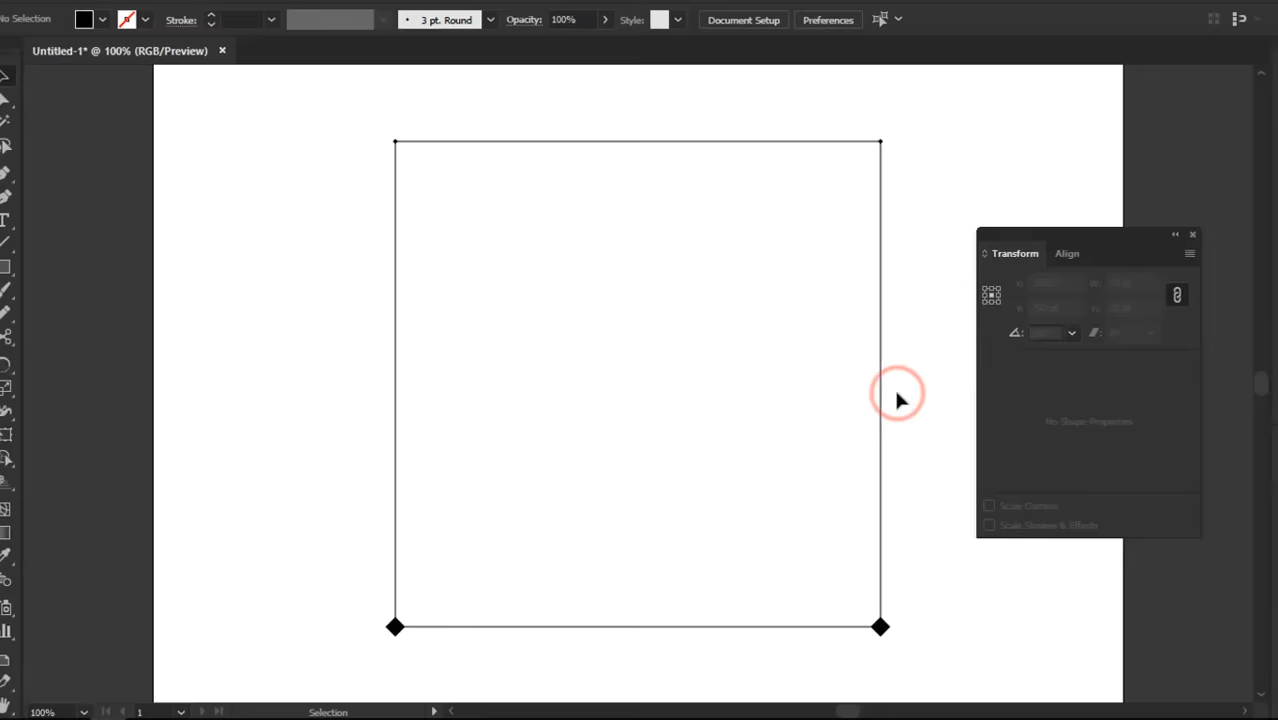 No Selection
Stroke:
3 pt. Round
Opacity: 100%
Style:
Document Setup
Preferences
Untitled-1* @ 100% (RGB/Preview) ×
Transform Align
No Shape Properties
Scale Corners
Scale Strokes & Effects
100%
1
Selection